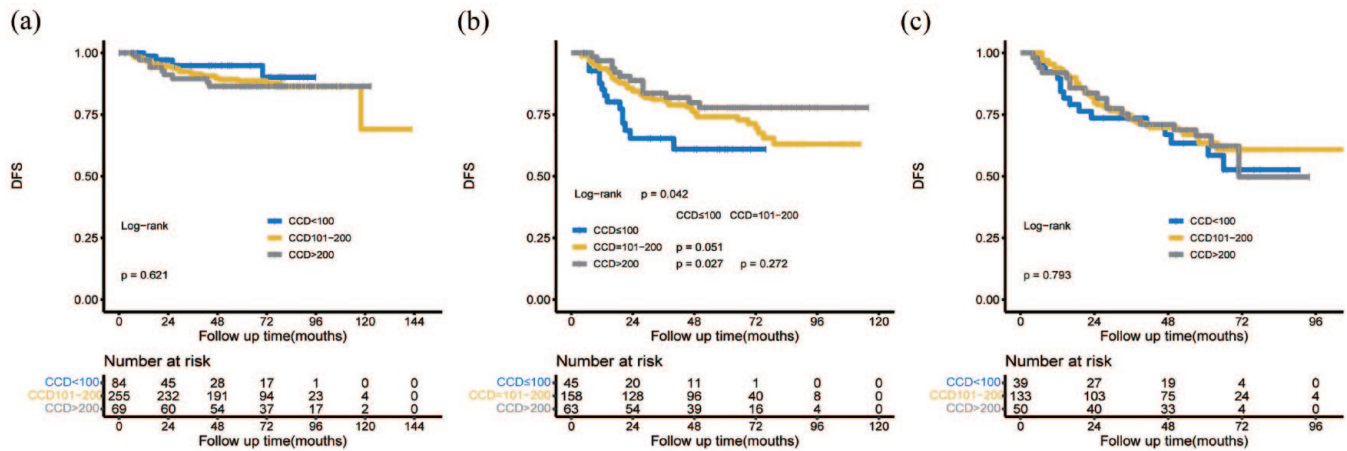 (a)
1.00
0.75
0.50
0.25
0.00
DFS
Log-rank
p = 0.621
CCD<100
CCD101-200
CCD>200
0 24 48 72 96 120 144
Follow up time(mouths)
Number at risk
CCD<100 84 45 28 17 1 0 0
CCD101-200 255 232 191 94 23 4 0
CCD>200 69 60 54 37 17 2 0
0 24 48 72 96 120 144
Follow up time(mouths)
(b)
1.00
0.75
0.50
0.25
0.00
DFS
Log-rank p = 0.042
CCD≤100 CCD=101-200
CCD≤100
CCD=101-200 p = 0.051
CCD>200 p = 0.027 p = 0.272
0 24 48 72 96 120
Follow up time(mouths)
Number at risk
CCD≤100 45 20 11 1 0 0
CCD=101-200 158 128 96 40 8 0
CCD>200 63 54 39 16 4 0
0 24 48 72 96 120
Follow up time(mouths)
(c)
1.00
0.75
0.50
0.25
0.00
DFS
Log-rank
p = 0.793
CCD<100
CCD101-200
CCD>200
0 24 48 72 96
Follow up time(mouths)
Number at risk
CCD<100 39 27 19 4 0
CCD101-200 133 103 75 24 4
CCD>200 50 40 33 4 0
0 24 48 72 96
Follow up time(mouths)